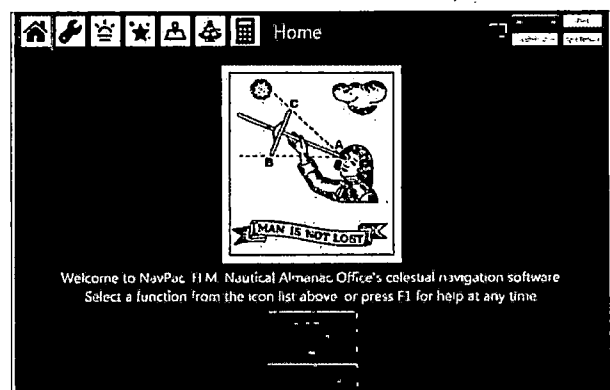 Home
C
A
B
MAN IS NOT LOST
Welcome to NavPac H.M. Nautical Almanac Office's celestial navigation software
Select a function from the icon list above or press F1 for help at any time